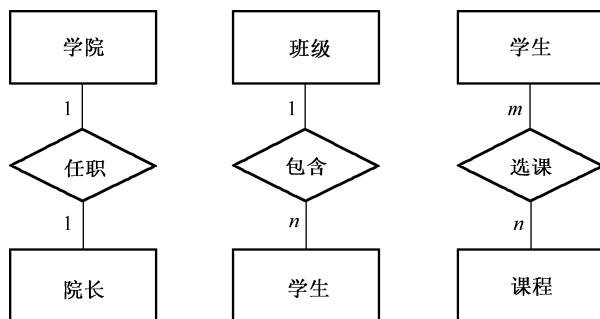 学院 班级 学生
1 1 m
任职 包含 选课
1 n n
院长 学生 课程